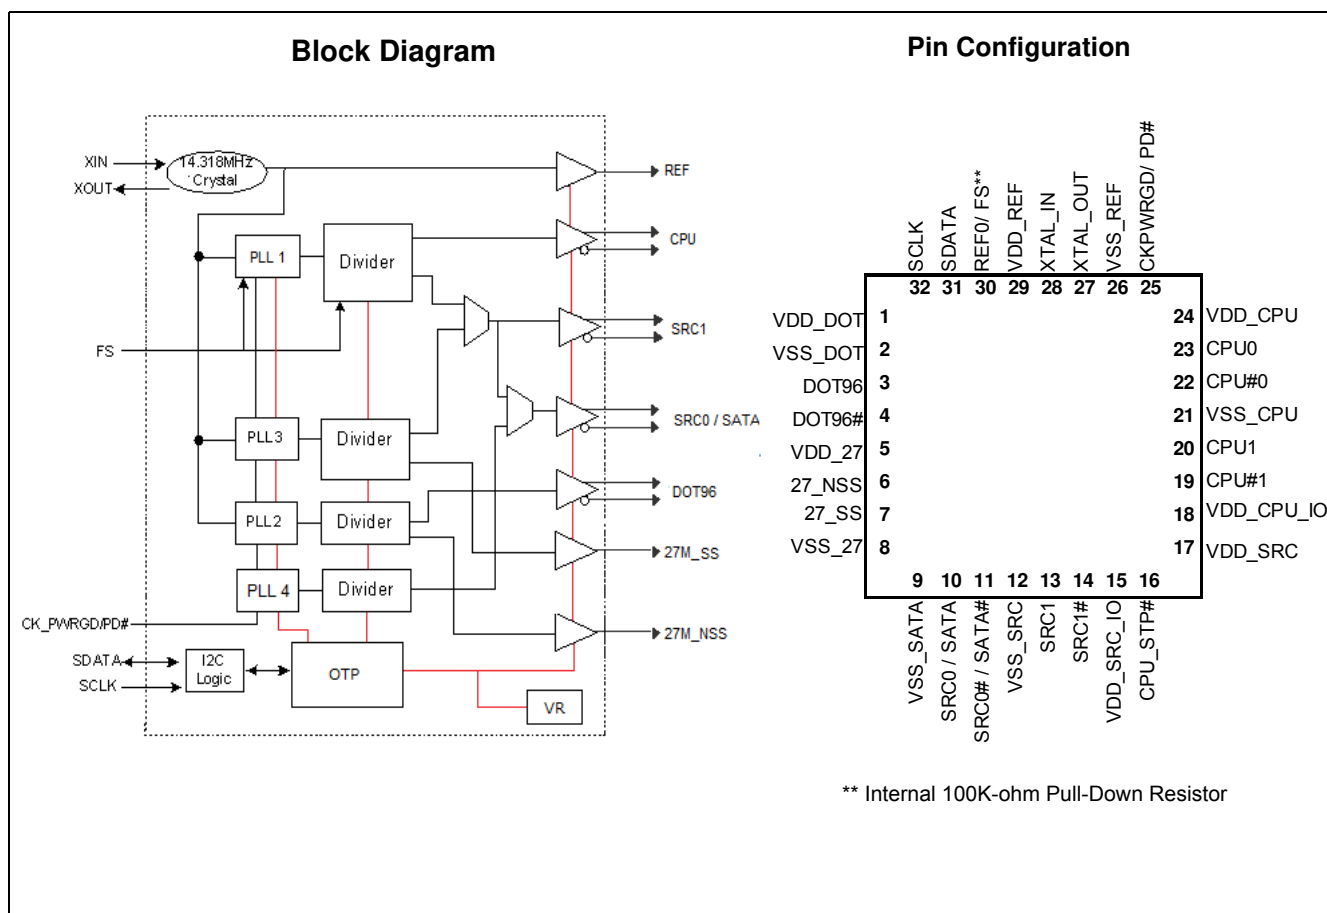 Block Diagram
Pin Configuration
XIN
XOUT
14.318MHz
Crystal
REF
CPU
PLL 1
Divider
SRC1
FS
PLL3
Divider
SRC0 / SATA
DOT96
PLL2
Divider
27M_SS
PLL 4
Divider
CK_PWRGD/PD#
27M_NSS
SDATA
SCLK
I2C
Logic
OTP
VR
SCLK
SDATA
REF0/ FS**
VDD_REF
XTAL_IN
XTAL_OUT
VSS_REF
CKPWRGD/ PD#
32 31 30 29 28 27 26 25
VDD_DOT 1
VSS_DOT 2
DOT96 3
DOT96# 4
VDD_27 5
27_NSS 6
27_SS 7
VSS_27 8
24 VDD_CPU
23 CPU0
22 CPU#0
21 VSS_CPU
20 CPU1
19 CPU#1
18 VDD_CPU_IO
17 VDD_SRC
9 10 11 12 13 14 15 16
VSS_SATA
SRC0 / SATA
SRC0# / SATA#
VSS_SRC
SRC1
SRC1#
VDD_SRC_IO
CPU_STP#
** Internal 100K-ohm Pull-Down Resistor